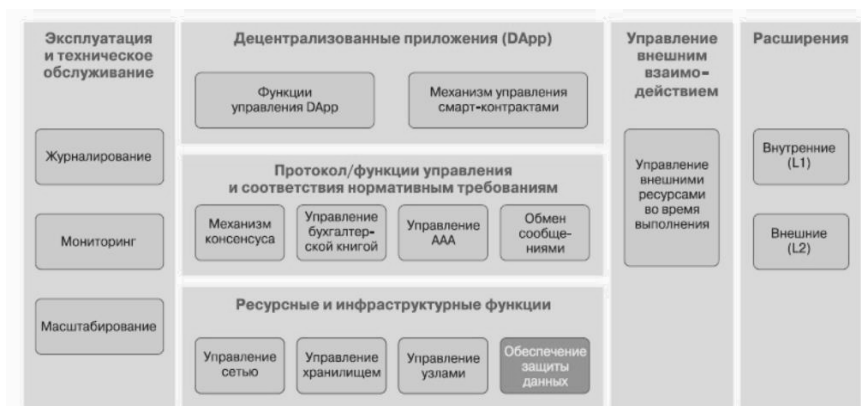 Эксплуатация
и техническое
обслуживание
Журналирование
Мониторинг
Масштабирование
Децентрализованные приложения (DApp)
Функции
управления DApp
Механизм управления
смарт-контрактами
Протокол/функции управления
и соответствия нормативным требованиям
Механизм
консенсуса
Управление
бухгалтер-
ской книгой
Управление
AAA
Обмен
сообще-
ниями
Ресурсные и инфраструктурные функции
Управление
сетью
Управление
хранилищем
Управление
узлами
Обеспечение
защиты
данных
Управление
внешним
взаимо-
действием
Управление
внешними
ресурсами
во время
выполнения
Расширения
Внутренние
(L1)
Внешние
(L2)